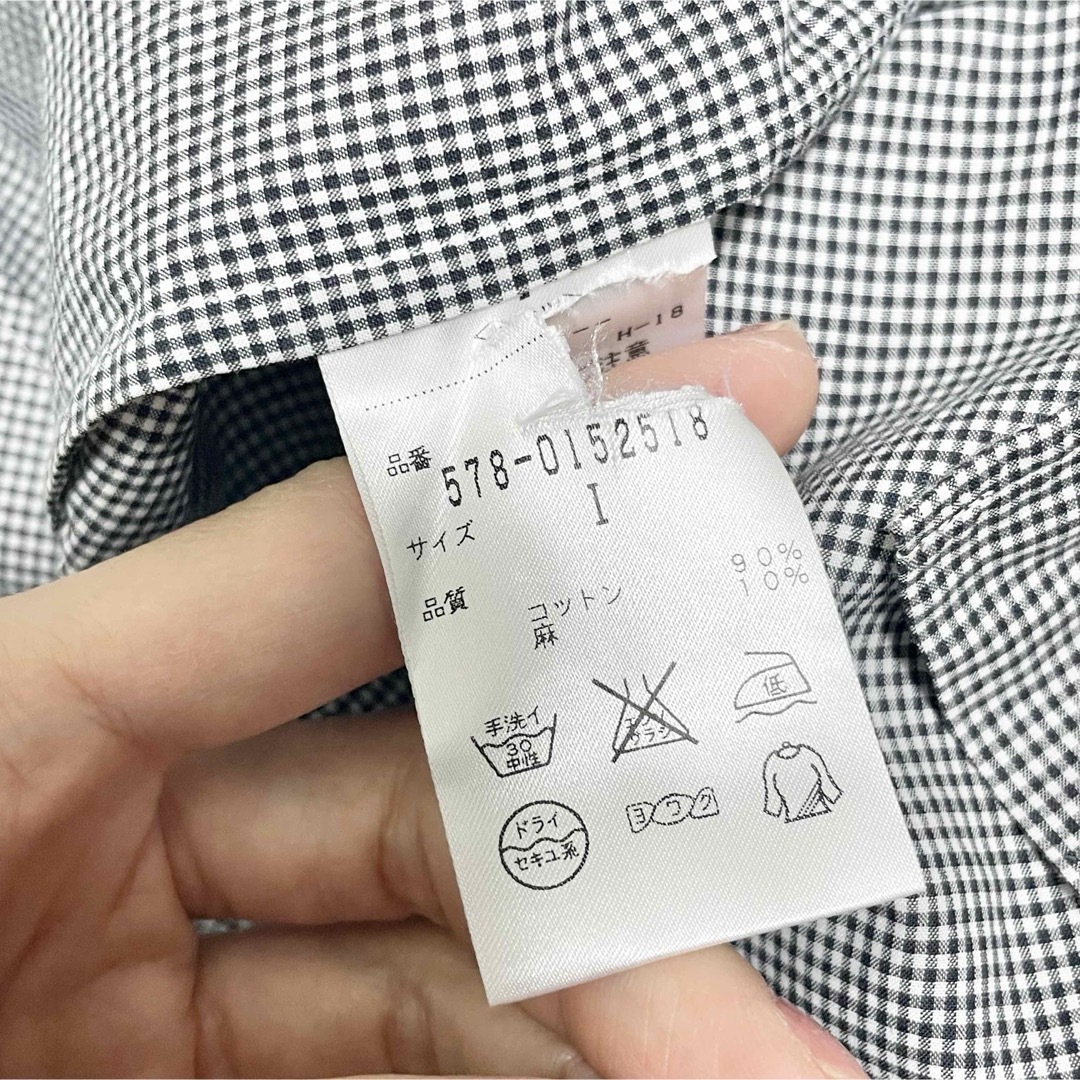 H-18
注意
品番 578-0152518
サイズ I
品質 コットン 90%
麻 10%
手洗イ
30
中性
低
ドライ
セキユ系
ヨワク